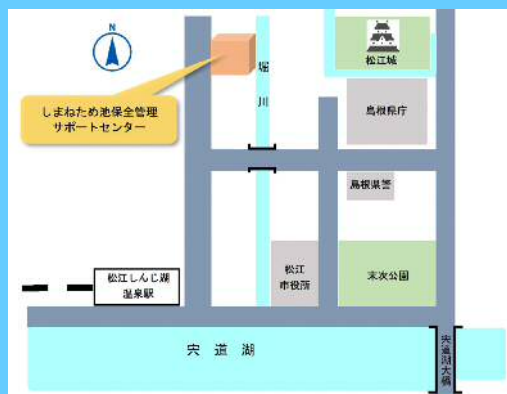 N
堀川
松江城
しまねため池保全管理
サポートセンター
島根県庁
島根県警
松江しんじ湖
温泉駅
松江
市役所
末次公園
宍道湖
宍道湖大橋